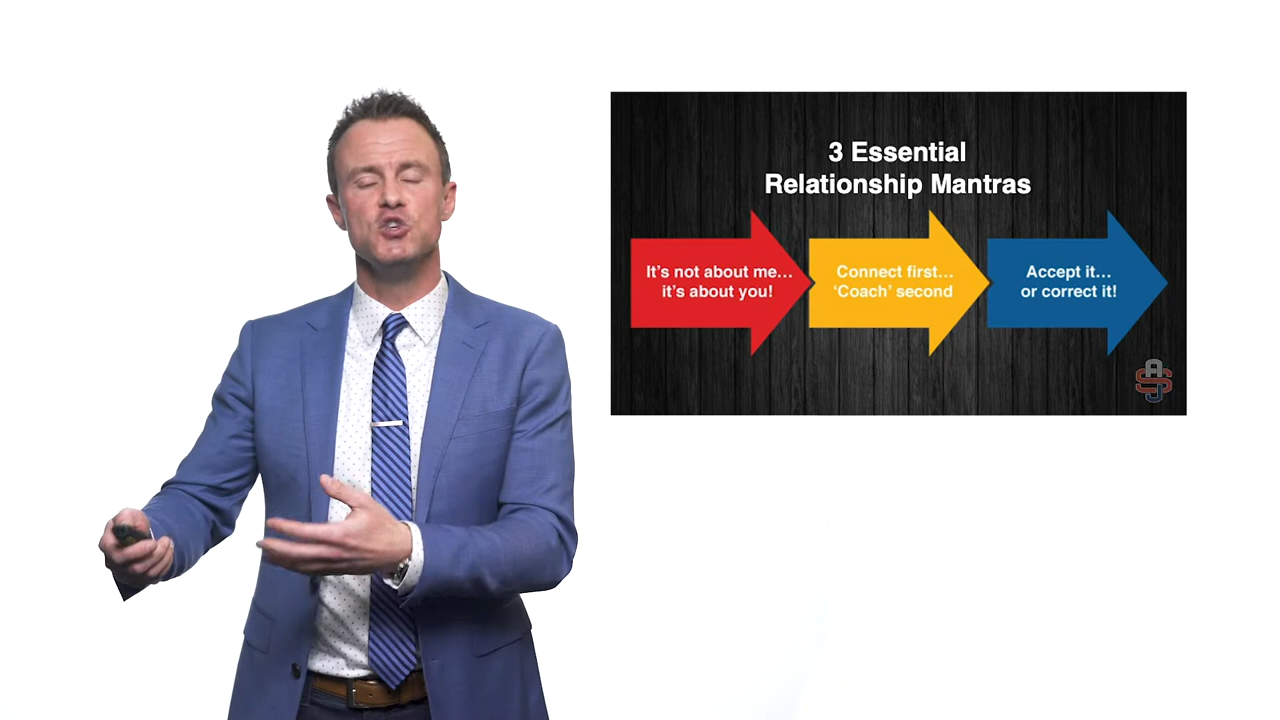 3 Essential
Relationship Mantras
It's not about me...
it's about you!
Connect first...
‘Coach’ second
Accept it...
or correct it!
ASJ